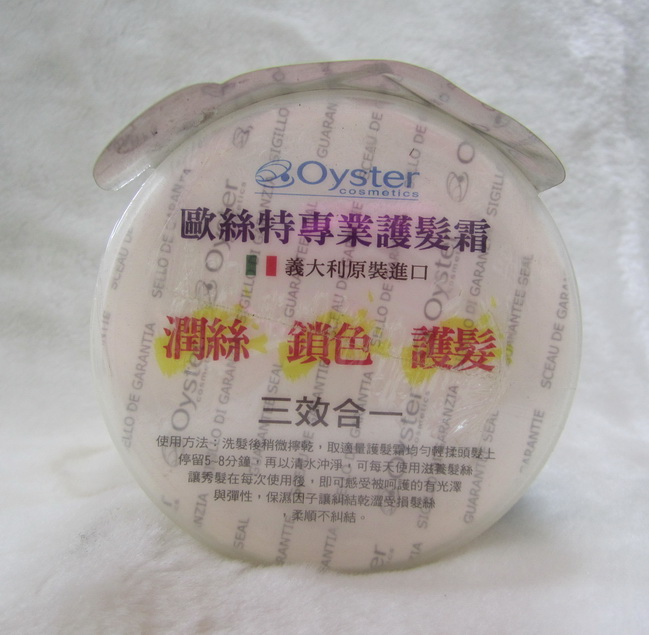 Oyster
cosmetics
歐絲特專業護髮霜
義大利原裝進口
潤絲 鎖色 護髮
三效合一
使用方法：洗髮後稍微擰乾，取適量護髮霜均勻輕揉頭髮上
停留5-8分鐘，再以清水沖淨，可每天使用滋養髮絲
讓秀髮在每次使用後，即可感受被呵護的有光澤
與彈性，保濕因子讓糾結乾澀受損髮絲
，柔順不糾結。